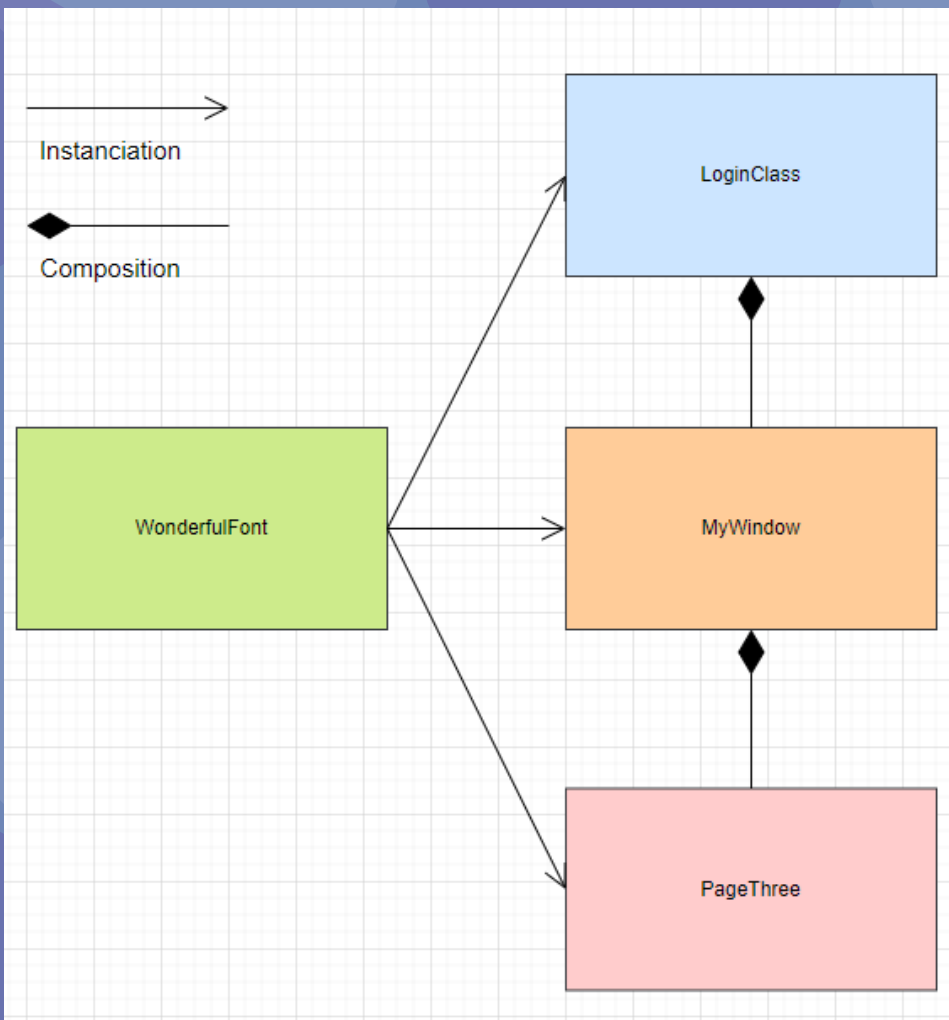 Instanciation
Composition
LoginClass
WonderfulFont
MyWindow
PageThree